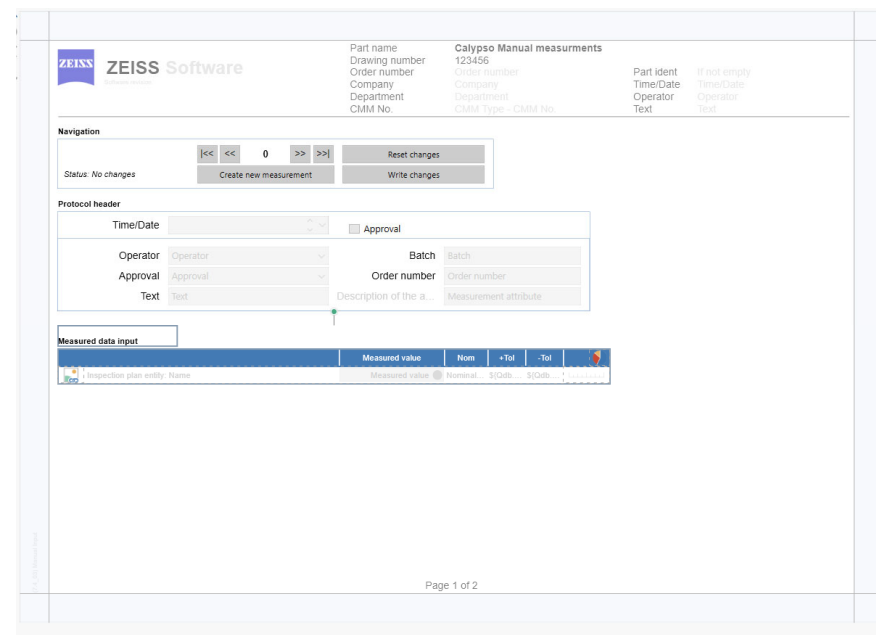 ZEISS
ZEISS Software
Part name Calypso Manual measurments
Drawing number 123456
Order number Order number Part ident If not empty
Company Company Time/Date Time/Date
Department Department Operator Operator
CMM No. CMM Type - CMM No. Text Text
Navigation
|<< << 0 >> >>| Reset changes
Status: No changes Create new measurement Write changes
Protocol header
Time/Date Approval
Operator Operator Batch Batch
Approval Approval Order number Order number
Text Text Description of the a... Measurement attribute
Measured data input
Measured value Nom +Tol -Tol
Inspection plan entity: Name Measured value Nominal... ${Qdb... ${Qdb...
Page 1 of 2